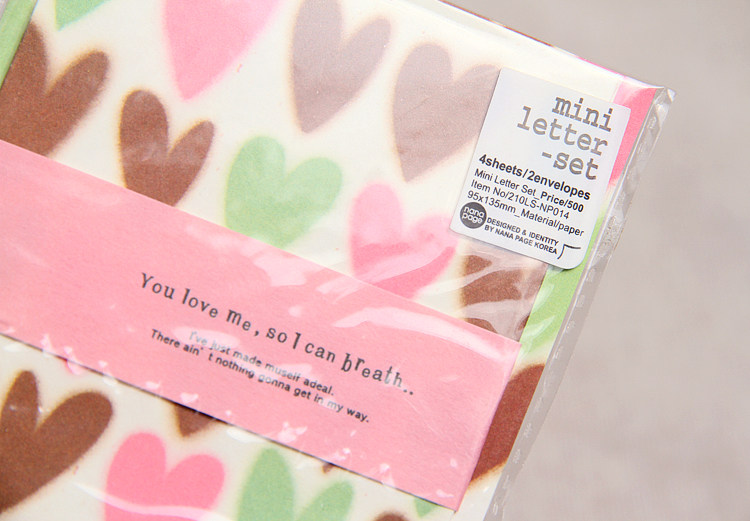 mini
letter
-set
4sheets/2envelopes
Mini Letter Set_Price/500
Item No/210LS-NP014
95x135mm_Material/paper
nana
page
DESIGNED & IDENTITY
BY NANA PAGE KOREA
You love me, so I can breath..
I've just made muself adeal.
There ain't nothing gonna get in my way.